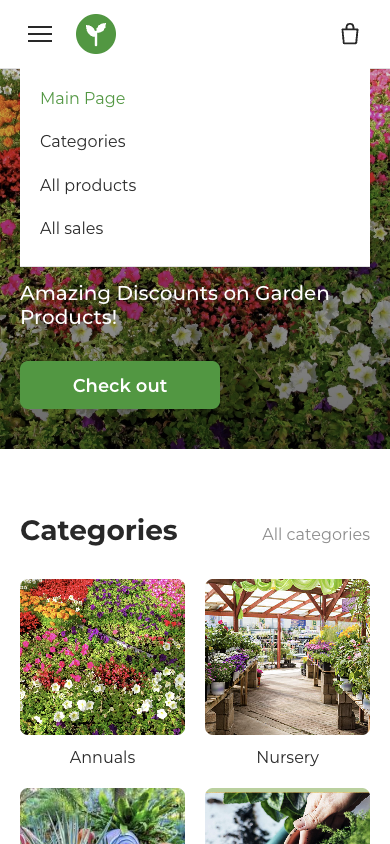 Main Page
Categories
All products
All sales
Amazing Discounts on Garden
Products!
Check out
Categories
All categories
Annuals
Nursery